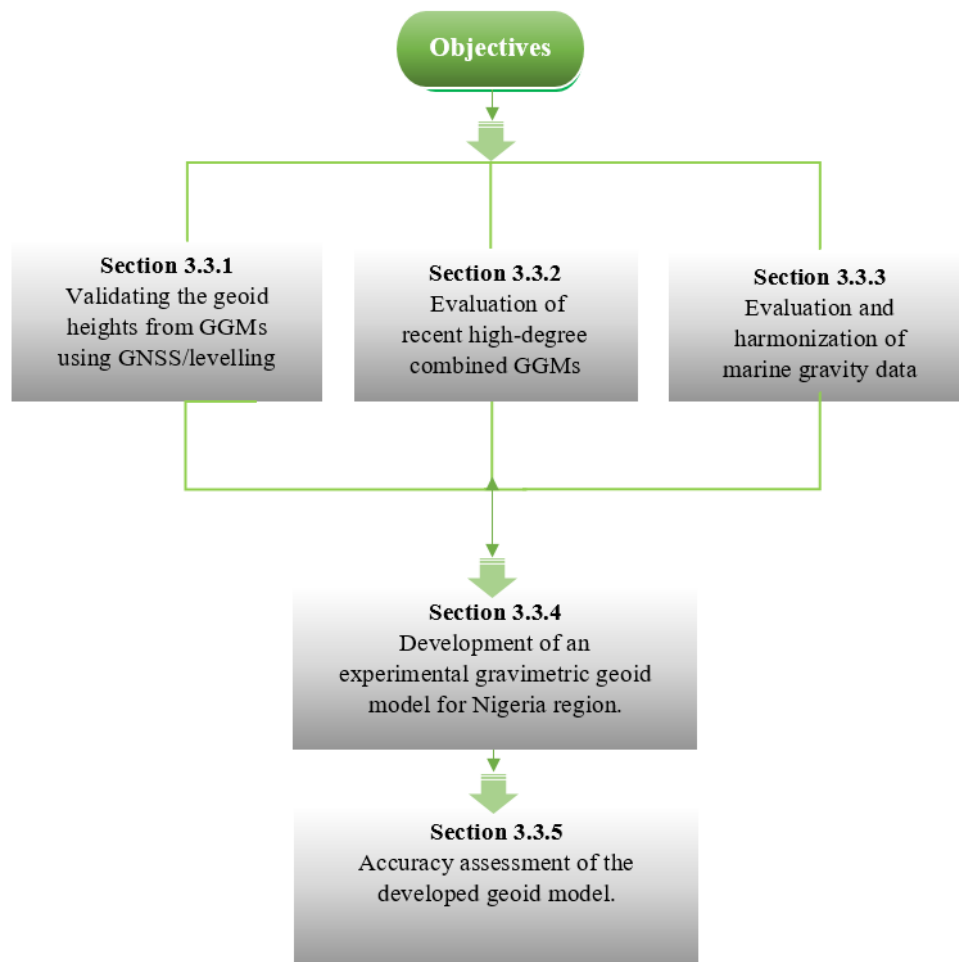 Objectives
Section 3.3.1
Validating the geoid
heights from GGMs
using GNSS/levelling
Section 3.3.2
Evaluation of
recent high-degree
combined GGMs
Section 3.3.3
Evaluation and
harmonization of
marine gravity data
Section 3.3.4
Development of an
experimental gravimetric geoid
model for Nigeria region.
Section 3.3.5
Accuracy assessment of the
developed geoid model.